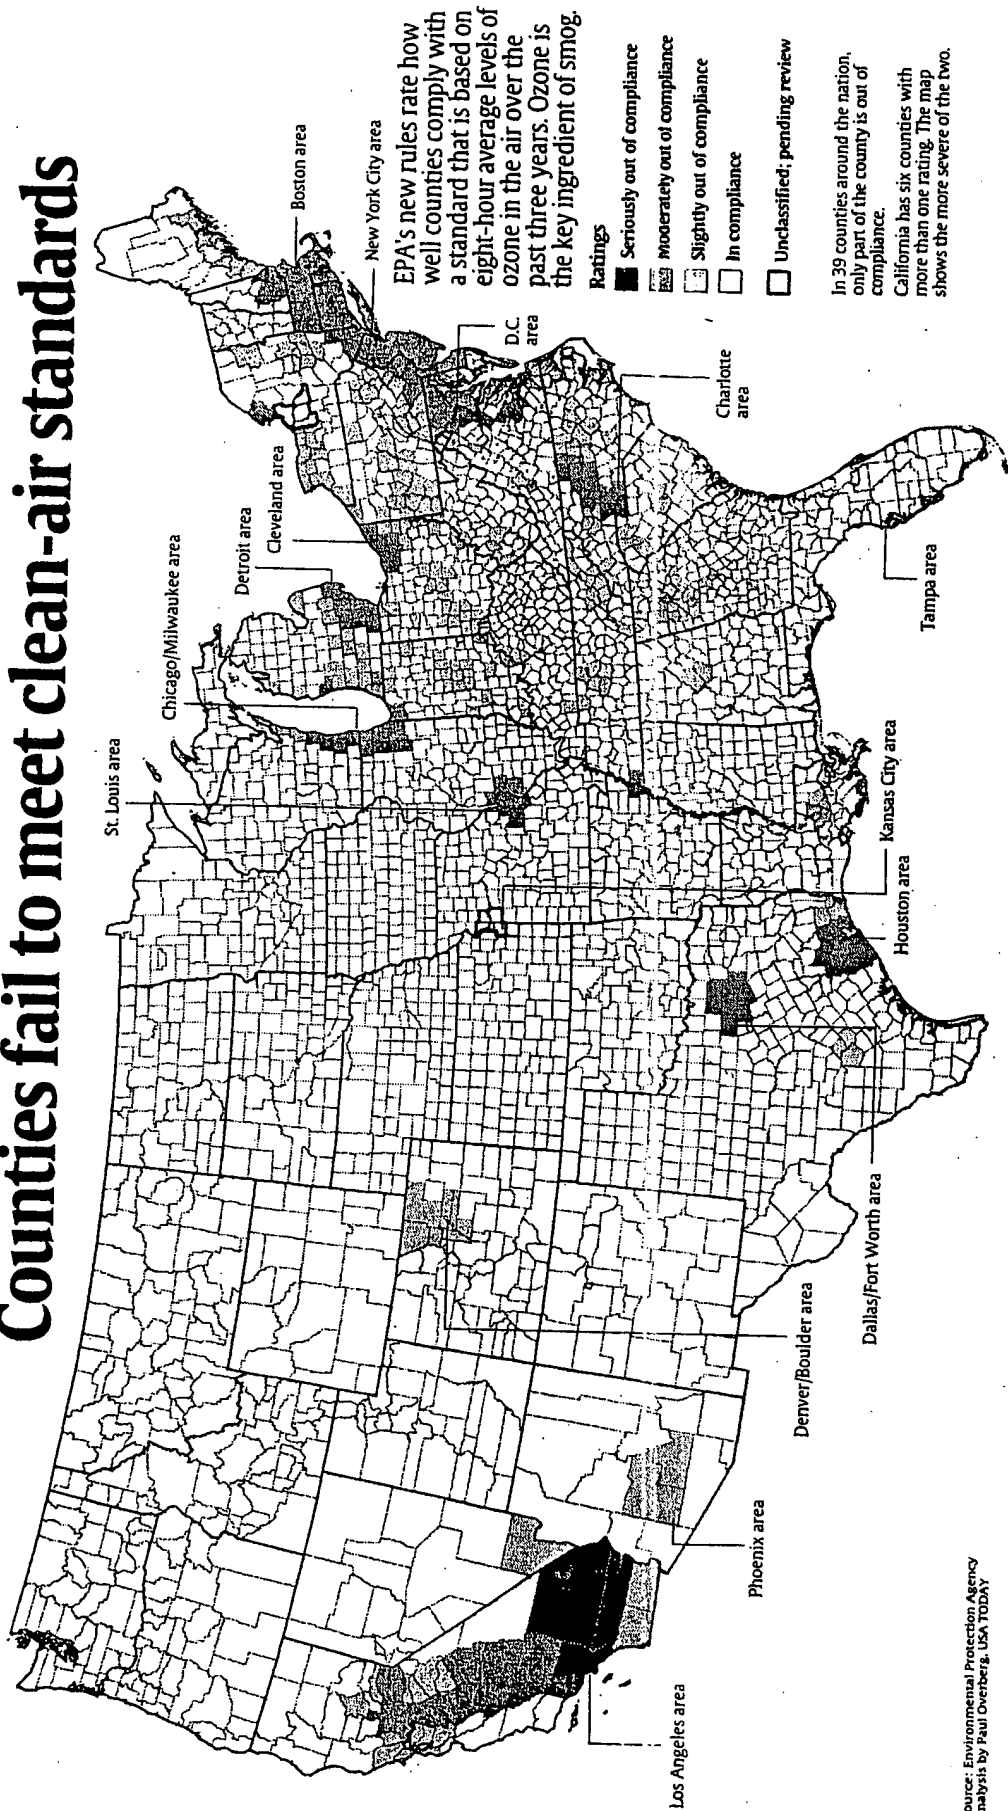 Counties fail to meet clean-air standards
EPA's new rules rate how
well counties comply with
a standard that is based on
eight-hour average levels of
ozone in the air over the
past three years. Ozone is
the key ingredient of smog.
Ratings
Seriously out of compliance
Mooerately out of compliance
Slightly out of compliance
In compliance
Unclassified; pending review
In 39 counties around the nation,
only part of the county is out of
compliance.
California has six counties with
more than one rating. The map
shows the more severe of the two.
St. Louis area
Chicago/Milwaukee area
Detroit area
Cleveland area
Boston area
New York City area
D.C.
area
Charlotte
area
Tampa area
Kansas City area
Houston area
Dallas/Fort Worth area
Denver/Boulder area
Phoenix area
Los Angeles area
ource: Environmental Protection Agency
nalysis by Paul Overberg, USA TODAY